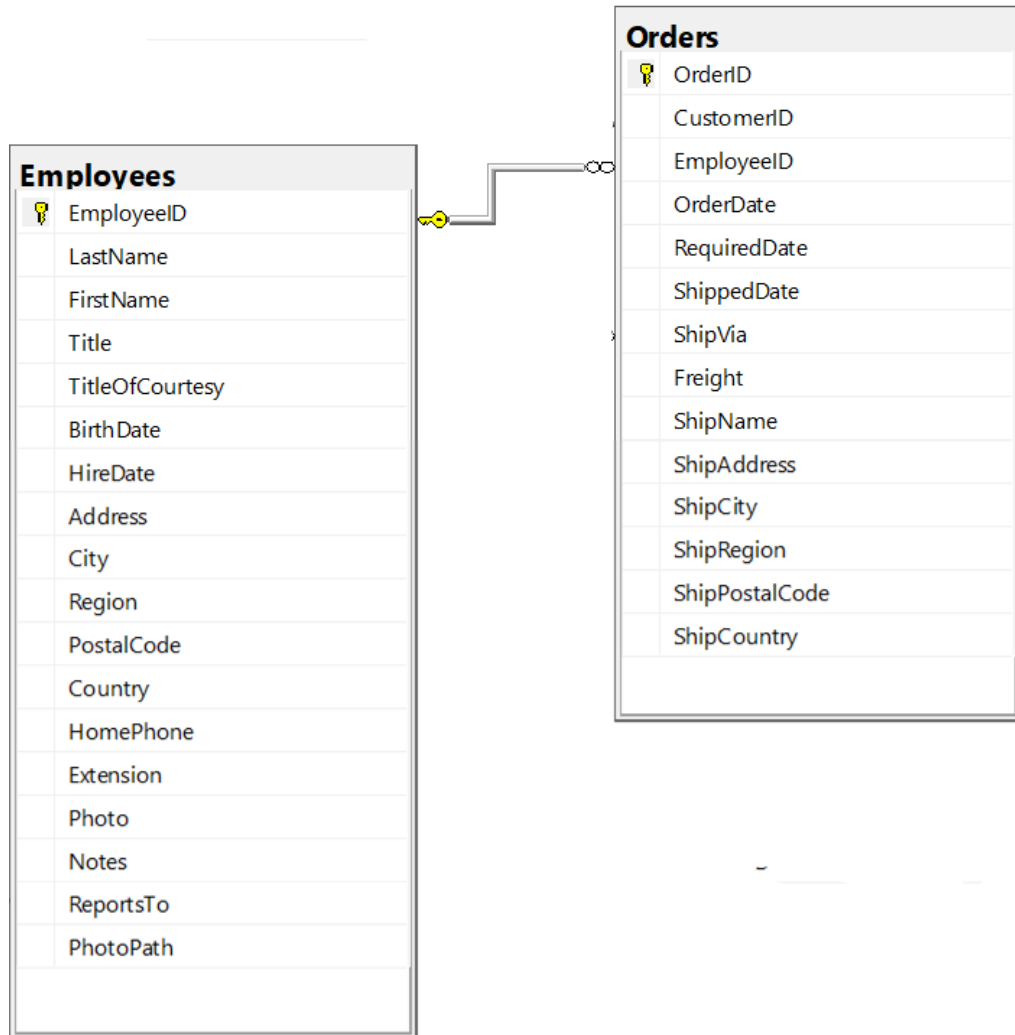 Employees
EmployeeID
LastName
FirstName
Title
TitleOfCourtesy
BirthDate
HireDate
Address
City
Region
PostalCode
Country
HomePhone
Extension
Photo
Notes
ReportsTo
PhotoPath
Orders
OrderID
CustomerID
EmployeeID
OrderDate
RequiredDate
ShippedDate
ShipVia
Freight
ShipName
ShipAddress
ShipCity
ShipRegion
ShipPostalCode
ShipCountry